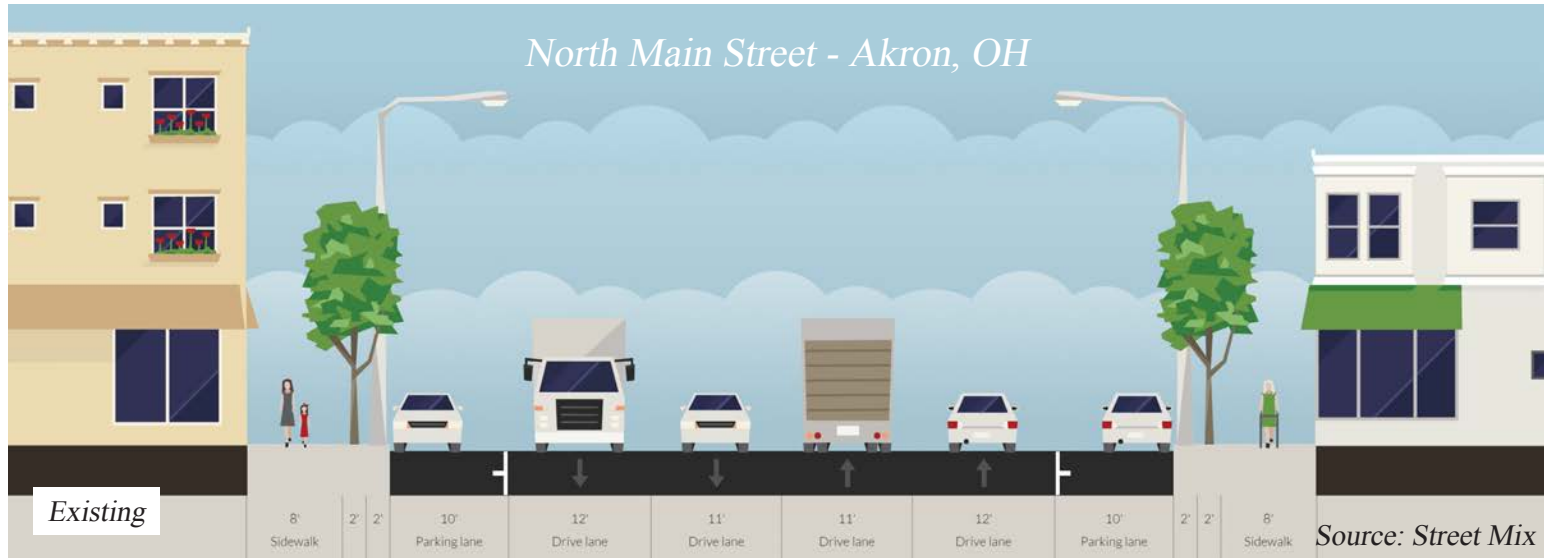 North Main Street - Akron, OH
Existing
8' 2' 2' 10' 12' 11' 11' 12' 10' 2' 2' 8'
Sidewalk Parking lane Drive lane Drive lane Drive lane Drive lane Parking lane Sidewalk
Source: Street Mix